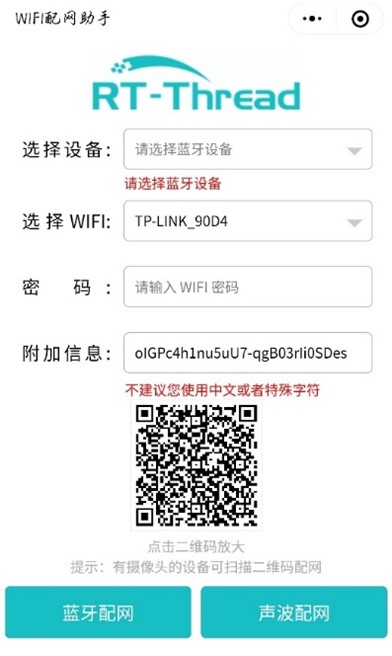 WIFI配网助手
RT-Thread
选择设备: 请选择蓝牙设备
请选择蓝牙设备
选择 WIFI: TP-LINK_90D4
密 码 : 请输入 WIFI 密码
附加信息: oIGPc4h1nu5uU7-qgB03rIi0SDes
不建议您使用中文或者特殊字符
点击二维码放大
提示：有摄像头的设备可扫描二维码配网
蓝牙配网 声波配网